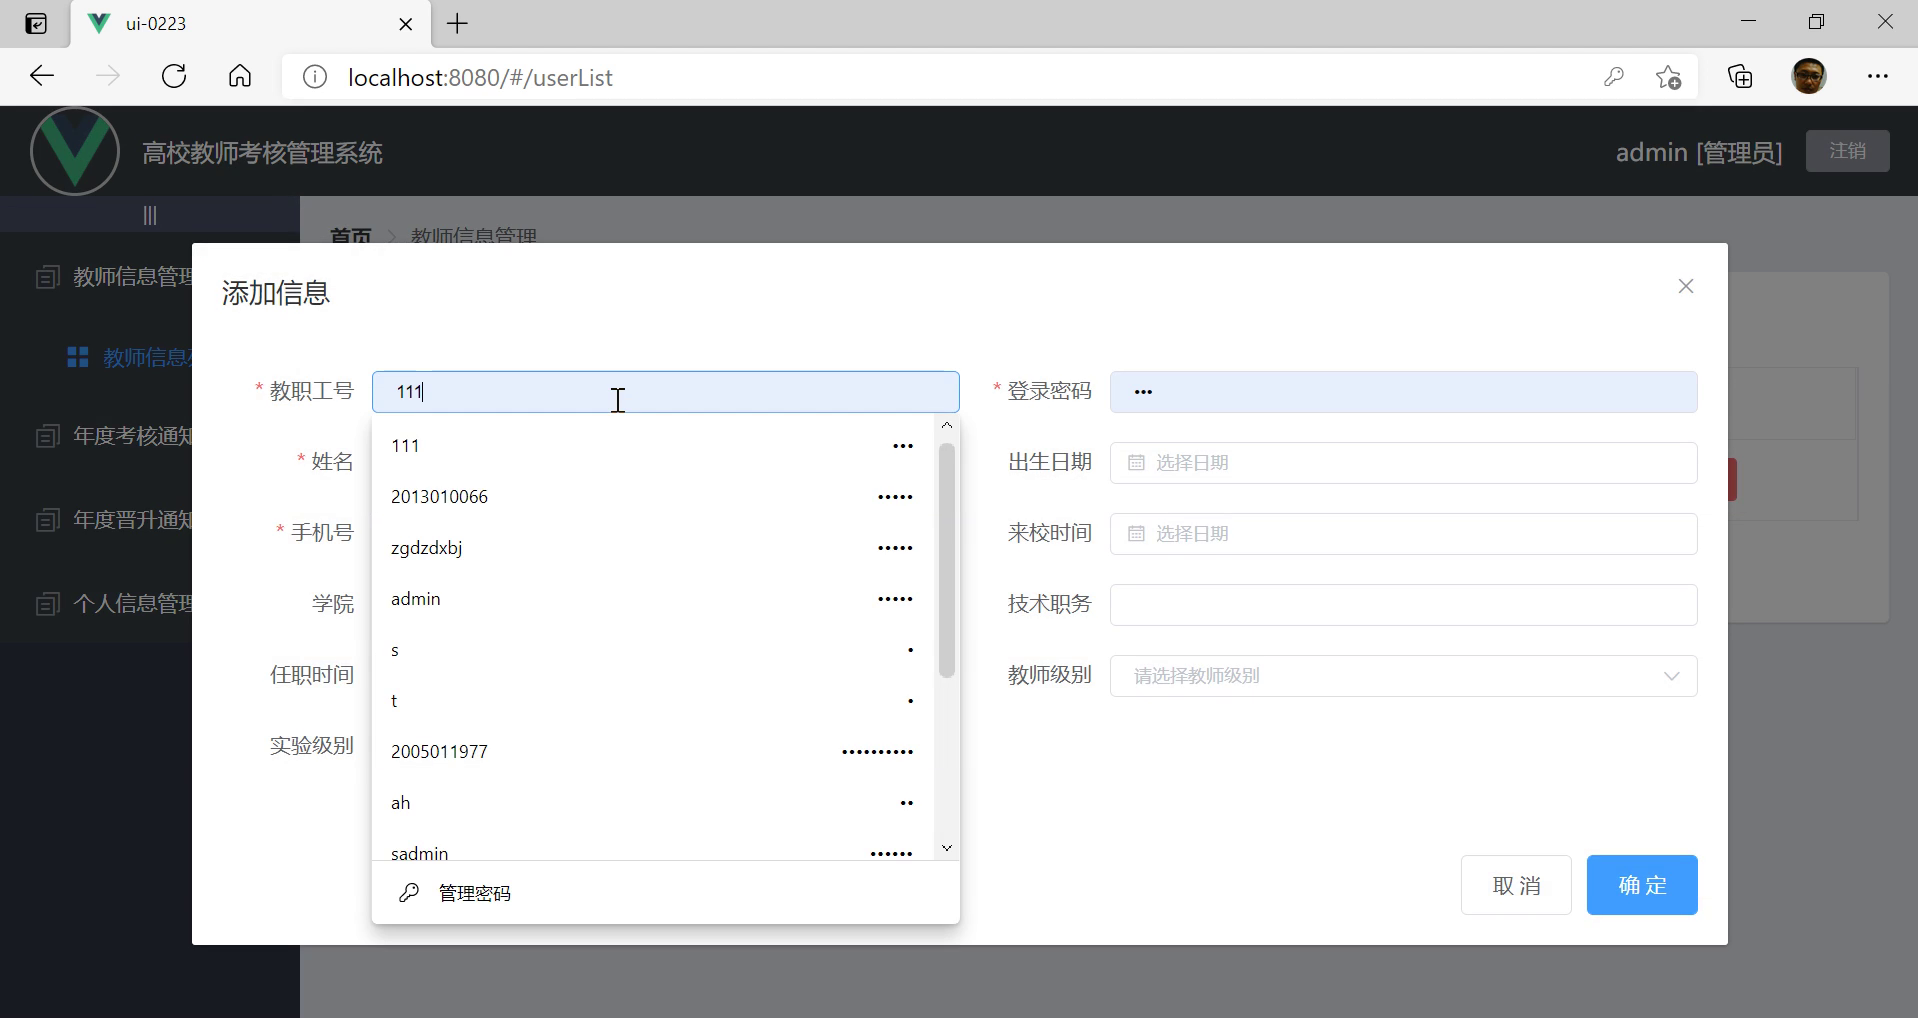 ui-0223
localhost:8080/#/userList
高校教师考核管理系统
admin [管理员]
注销
|||
首页
教师信息管理
教师信息管理
教师信息
年度考核通知
年度晋升通知
个人信息管理
添加信息
* 教职工号
111
* 登录密码
•••
* 姓名
出生日期
选择日期
* 手机号
来校时间
选择日期
学院
技术职务
任职时间
教师级别
请选择教师级别
实验级别
111 •••
2013010066 •••••
zgdzdxbj •••••
admin •••••
s •
t •
2005011977 ••••••••••
ah ••
sadmin ••••••
管理密码
取 消
确 定